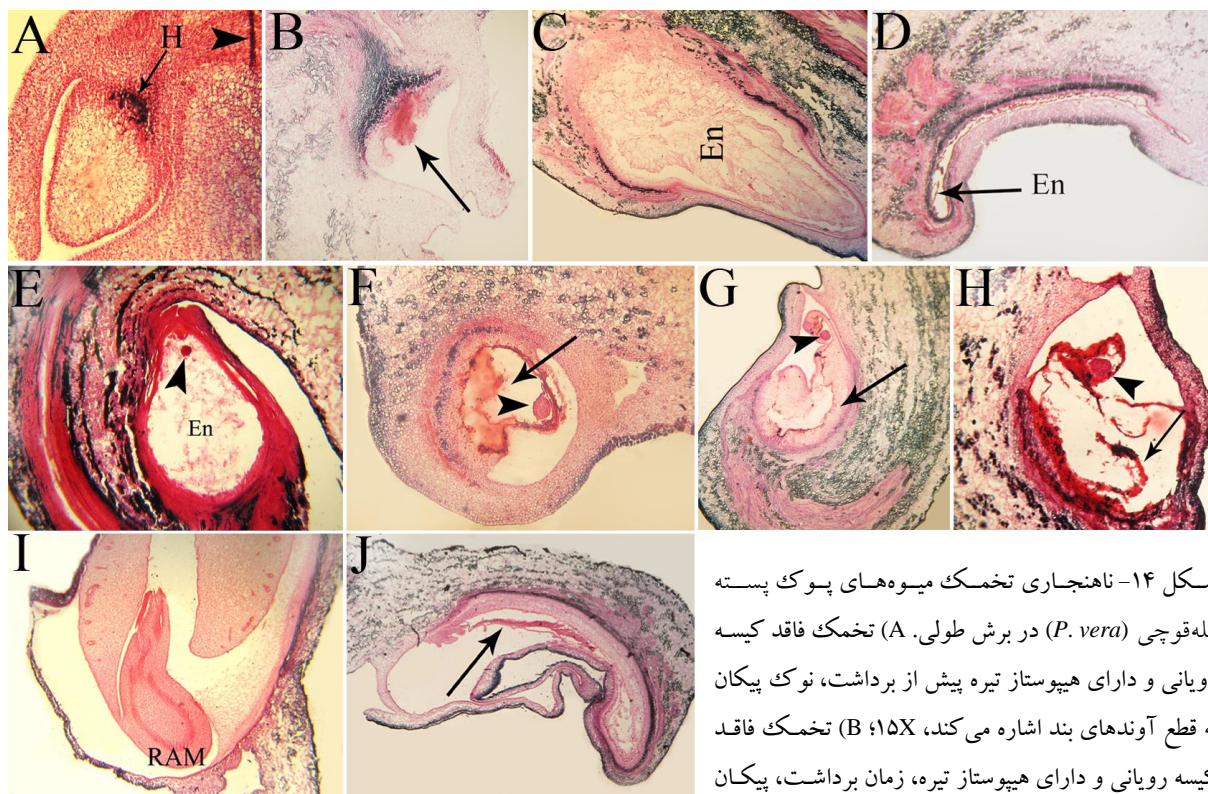 A
H
B
C
En
D
En
E
En
F
G
H
I
RAM
J
شکل ۱۴- ناهنجاری تخمک میوه‌های پوک پسته
له‌قوچی (P. vera) در برش طولی. A) تخمک فاقد کیسه
رویانی و دارای هیپوستاز تیره پیش از برداشت، نوک پیکان
به قطع آوندهای بند اشاره می‌کند، ۱۵X؛ B) تخمک فاقد
کیسه رویانی و دارای هیپوستاز تیره، زمان برداشت، پیکان